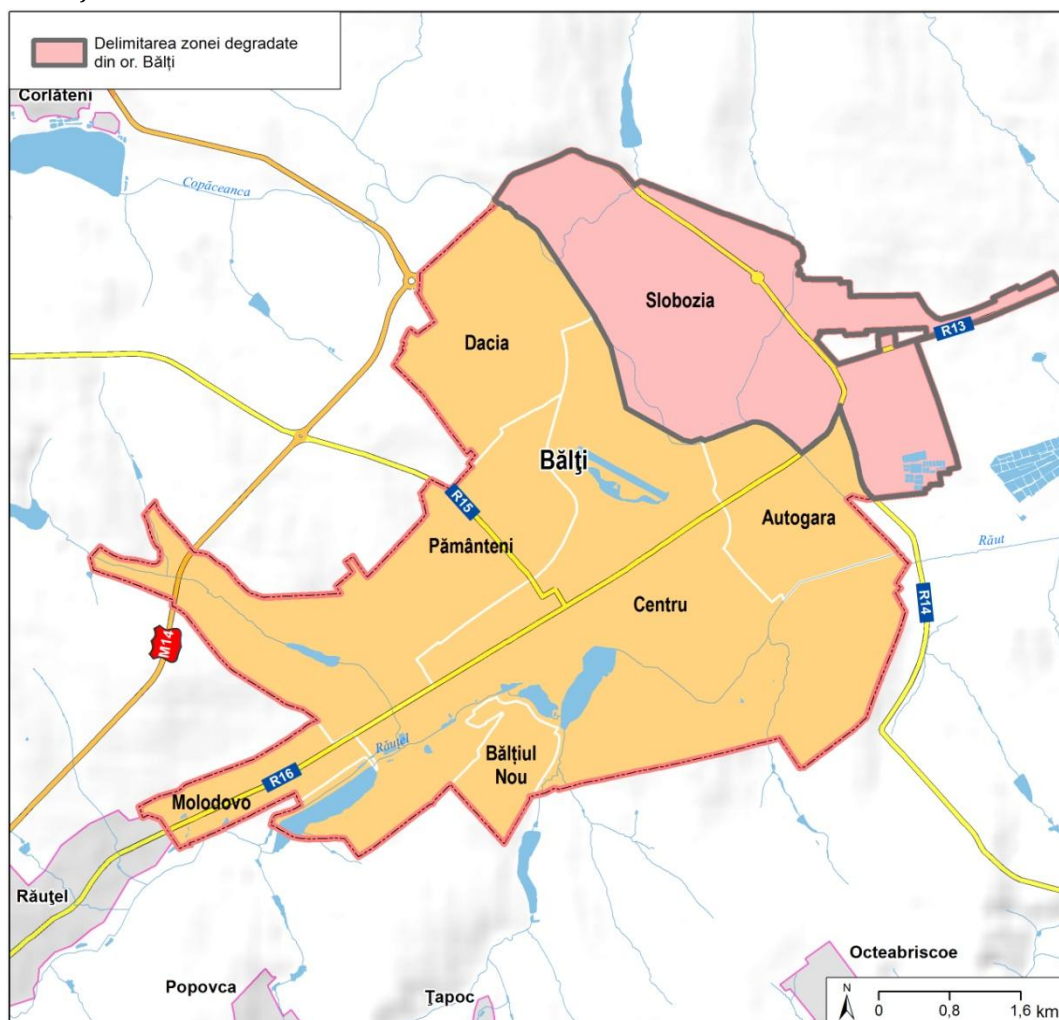 Delimitarea zonei degradate
din or. Bălți
Corlăteni
Copăceanca
Slobozia
R13
Dacia
Bălţi
R15
Autogara
Pământeni
Răut
Centru
R14
M14
Răuţel
Bălțiul
Nou
R16
Molodovo
Răuţel
Octeabriscoe
Popovca
Ţapoc
N
0 0,8 1,6 km